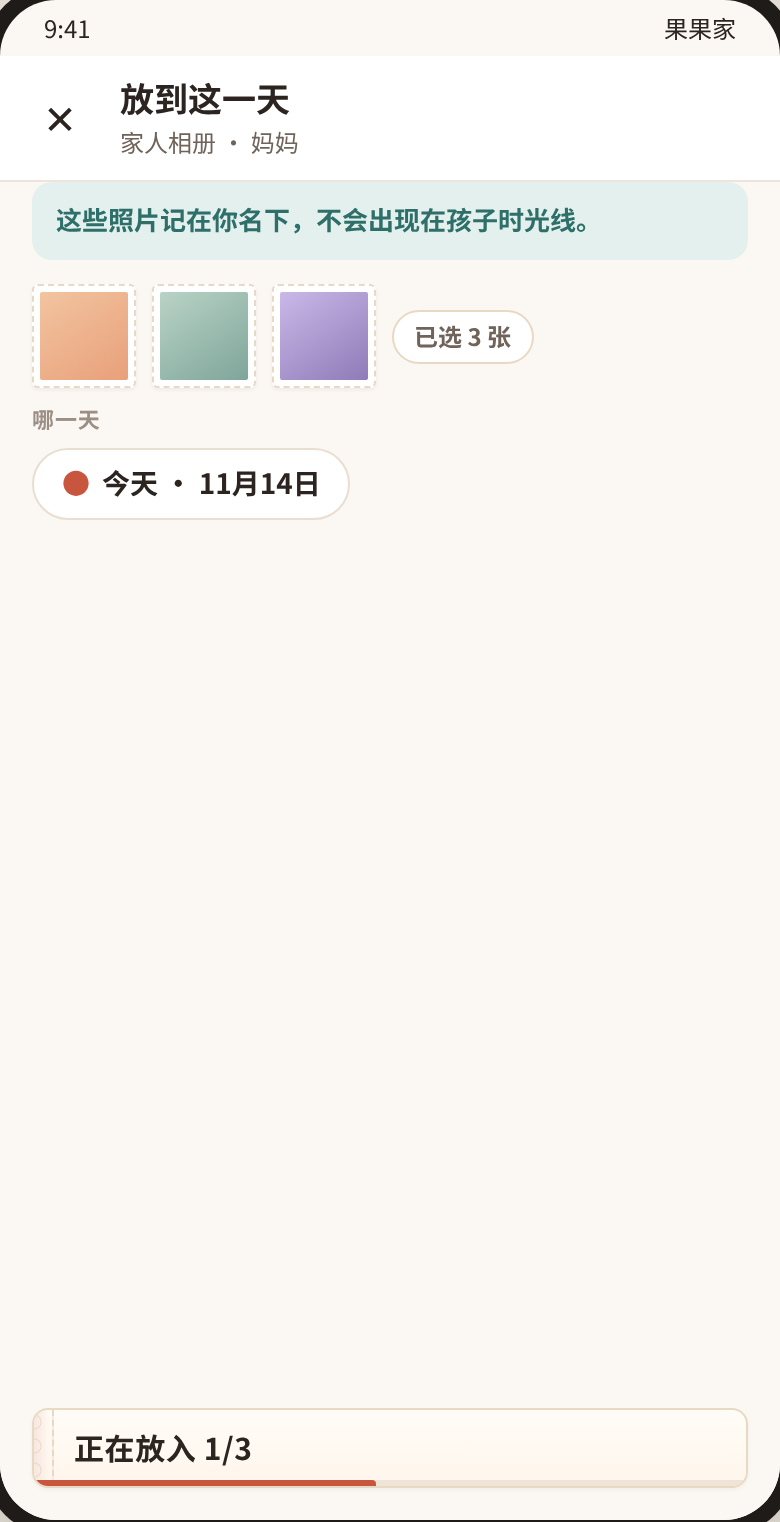 9:41
果果家
✕
放到这一天
家人相册 · 妈妈
这些照片记在你名下，不会出现在孩子时光线。
已选 3 张
哪一天
今天 · 11月14日
正在放入 1/3